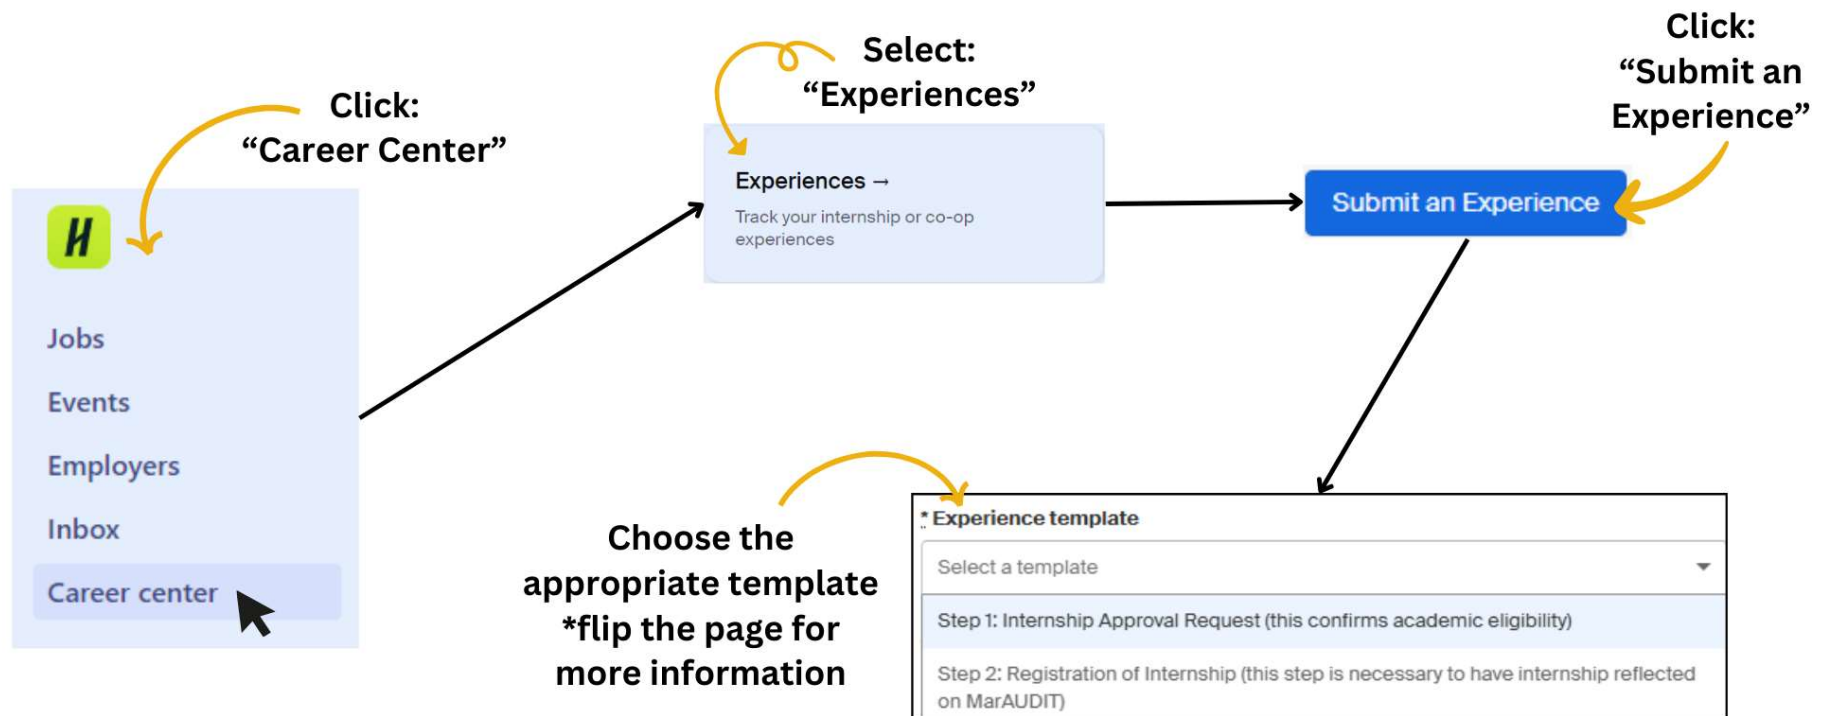 Click:
“Career Center”
H
Jobs
Events
Employers
Inbox
Career center
Select:
“Experiences”
Experiences →
Track your internship or co-op
experiences
Click:
“Submit an
Experience”
Submit an Experience
Choose the
appropriate template
*flip the page for
more information
* Experience template
Select a template
Step 1: Internship Approval Request (this confirms academic eligibility)
Step 2: Registration of Internship (this step is necessary to have internship reflected
on MarAUDIT)